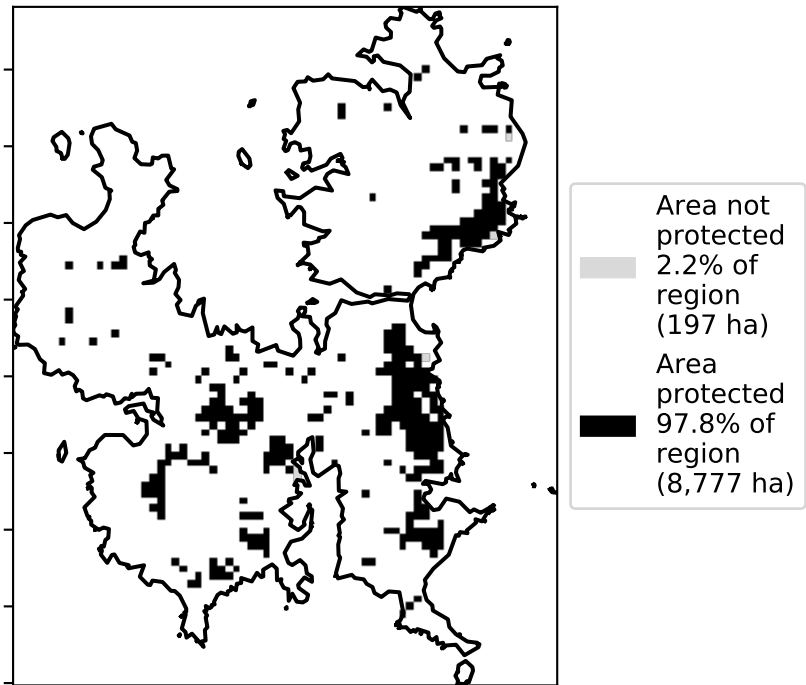 Area not
protected
2.2% of
region
(197 ha)
Area
protected
97.8% of
region
(8,777 ha)